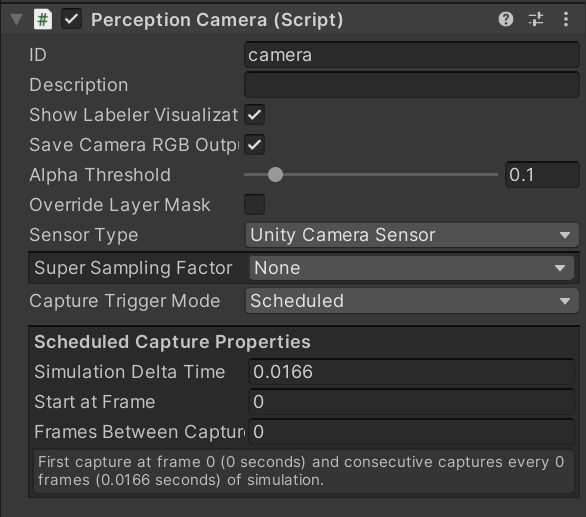 # Perception Camera (Script)
ID camera
Description
Show Labeler Visualizat
Save Camera RGB Outp
Alpha Threshold 0.1
Override Layer Mask
Sensor Type Unity Camera Sensor
Super Sampling Factor None
Capture Trigger Mode Scheduled
Scheduled Capture Properties
Simulation Delta Time 0.0166
Start at Frame 0
Frames Between Captur 0
First capture at frame 0 (0 seconds) and consecutive captures every 0
frames (0.0166 seconds) of simulation.